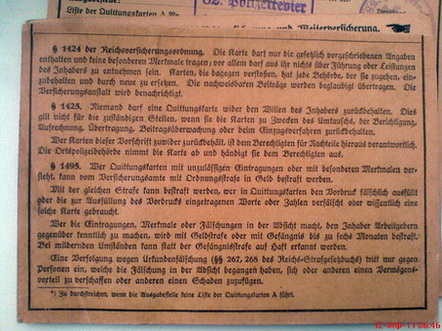 Liste der Quittungskarten A
62. Polizeirevier
§ 1424 der Reichsversicherungsordnung. Die Karte darf nur die gesetzlich vorgeschriebenen Angaben
enthalten und keine besonderen Merkmale tragen; vor allem darf aus ihr nichts über Führung oder Leistungen
des Inhabers zu entnehmen sein. Karten, die dagegen verstoßen, hat jede Behörde, der sie zugehen, ein-
zubehalten und durch neue zu ersetzen. Die nachweisbaren Beiträge werden beglaubigt übertragen. Die
Versicherungsanstalt wird benachrichtigt.
§ 1425. Niemand darf eine Quittungskarte wider den Willen des Inhabers zurückbehalten. Dies
gilt nicht für die zuständigen Stellen, wenn sie die Karten zu Zwecken des Umtauschs, der Berichtigung,
Aufrechnung, Übertragung, Beitragsüberwachung oder beim Einzugsverfahren zurückbehalten.
Wer Karten dieser Vorschrift zuwider zurückbehält, ist dem Berechtigten für Nachteile hieraus verantwortlich.
Die Ortspolizeibehörde nimmt die Karte ab und händigt sie dem Berechtigten aus.
§ 1495. Wer Quittungskarten mit unzulässigen Eintragungen oder mit besonderen Merkmalen ver-
sieht, kann vom Versicherungsamte mit Ordnungsstrafe in Geld bestraft werden.
Mit der gleichen Strafe kann bestraft werden, wer in Quittungskarten den Vordruck fälschlich ausfüllt
oder die zur Ausfüllung des Vordrucks eingetragenen Worte oder Zahlen verfälscht oder wissentlich eine
solche Karte gebraucht.
Wer die Eintragungen, Merkmale oder Fälschungen in der Absicht macht, den Inhaber Arbeitgebern
gegenüber kenntlich zu machen, wird mit Geldstrafe oder mit Gefängnis bis zu sechs Monaten bestraft.
Bei mildernden Umständen kann statt der Gefängnisstrafe auf Haft erkannt werden.
Eine Verfolgung wegen Urkundenfälschung (§§ 267, 268 des Reichs-Strafgesetzbuchs) tritt nur gegen
Personen ein, welche die Fälschung in der Absicht begangen haben, sich oder anderen einen Vermögens-
vorteil zu verschaffen oder anderen einen Schaden zuzufügen.
*) Zu durchstreichen, wenn die Ausgabestelle keine Liste der Quittungskarten A führt.